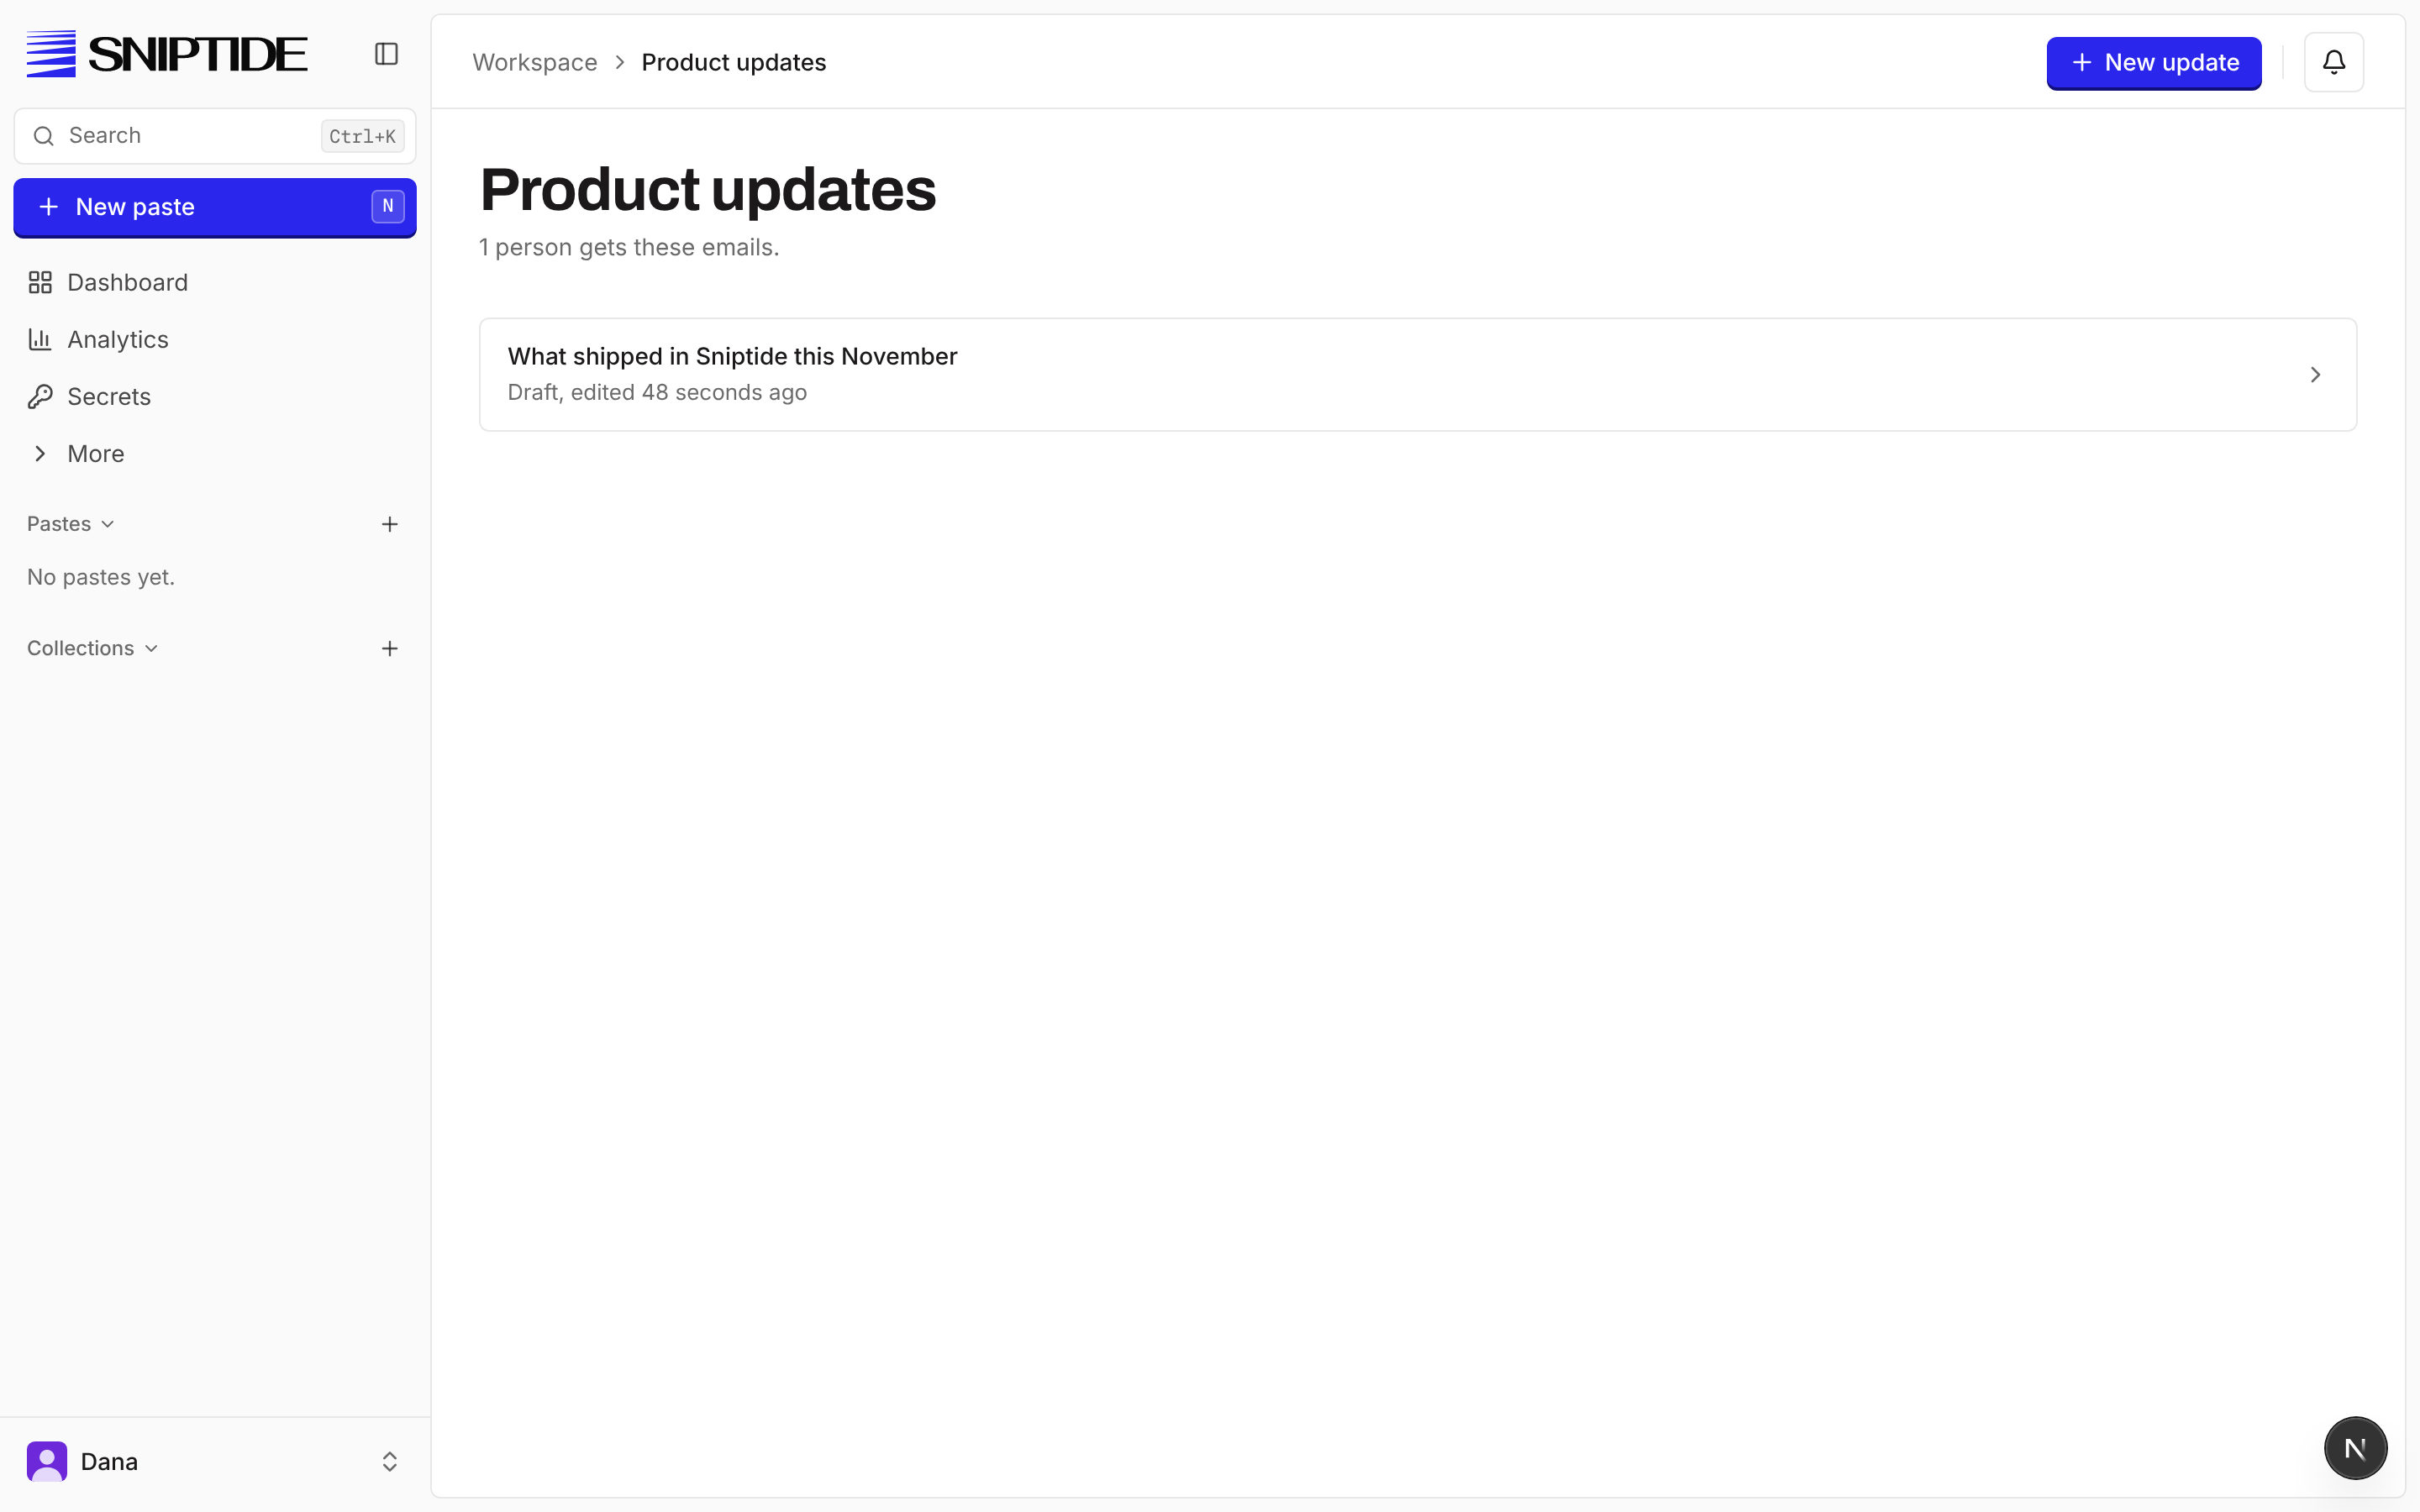 SNIPTIDE
Search
Ctrl+K
New paste
N
Dashboard
Analytics
Secrets
More
Pastes
No pastes yet.
Collections
Dana
Workspace > Product updates
New update
Product updates
1 person gets these emails.
What shipped in Sniptide this November
Draft, edited 48 seconds ago
N